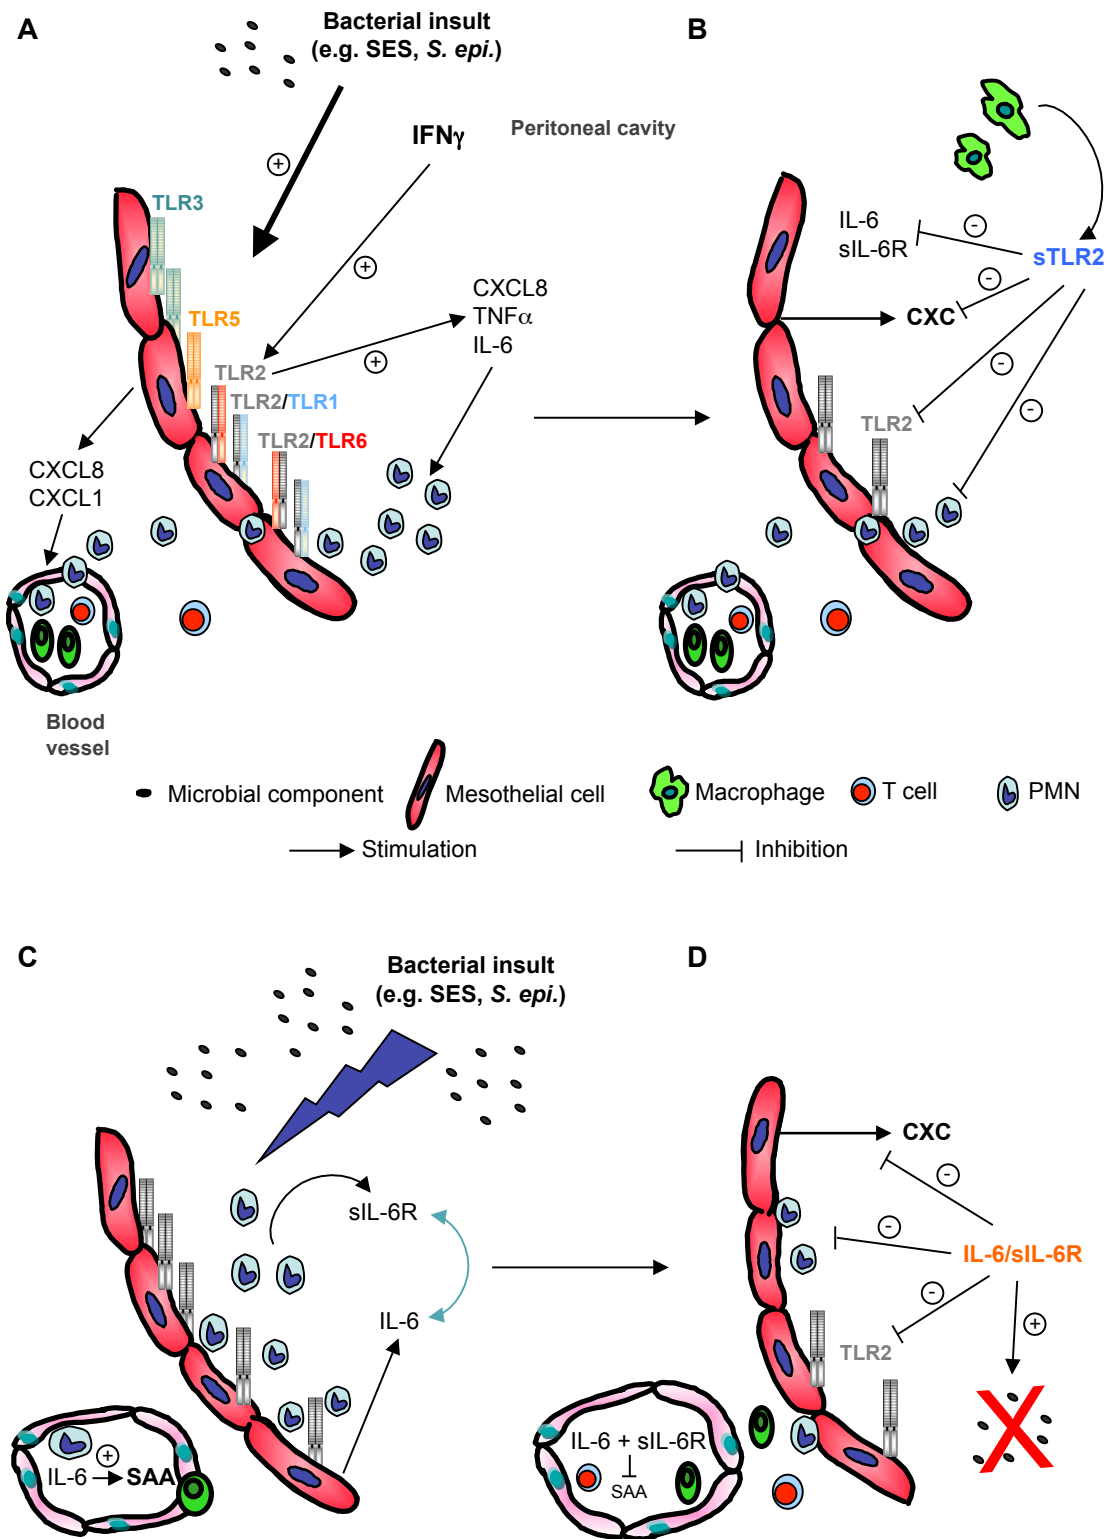 A
Bacterial insult
(e.g. SES, S. epi.)
IFNγ
Peritoneal cavity
+
TLR3
+
TLR5
CXCL8
TNFα
IL-6
+
TLR2
TLR2/TLR1
TLR2/TLR6
CXCL8
CXCL1
Blood
vessel
B
IL-6
sIL-6R
-
sTLR2
-
CXC
-
-
TLR2
Microbial component
Mesothelial cell
Macrophage
T cell
PMN
Stimulation
Inhibition
C
Bacterial insult
(e.g. SES, S. epi.)
sIL-6R
IL-6
+
IL-6
SAA
D
CXC
-
-
IL-6/sIL-6R
-
+
TLR2
IL-6 + sIL-6R
SAA